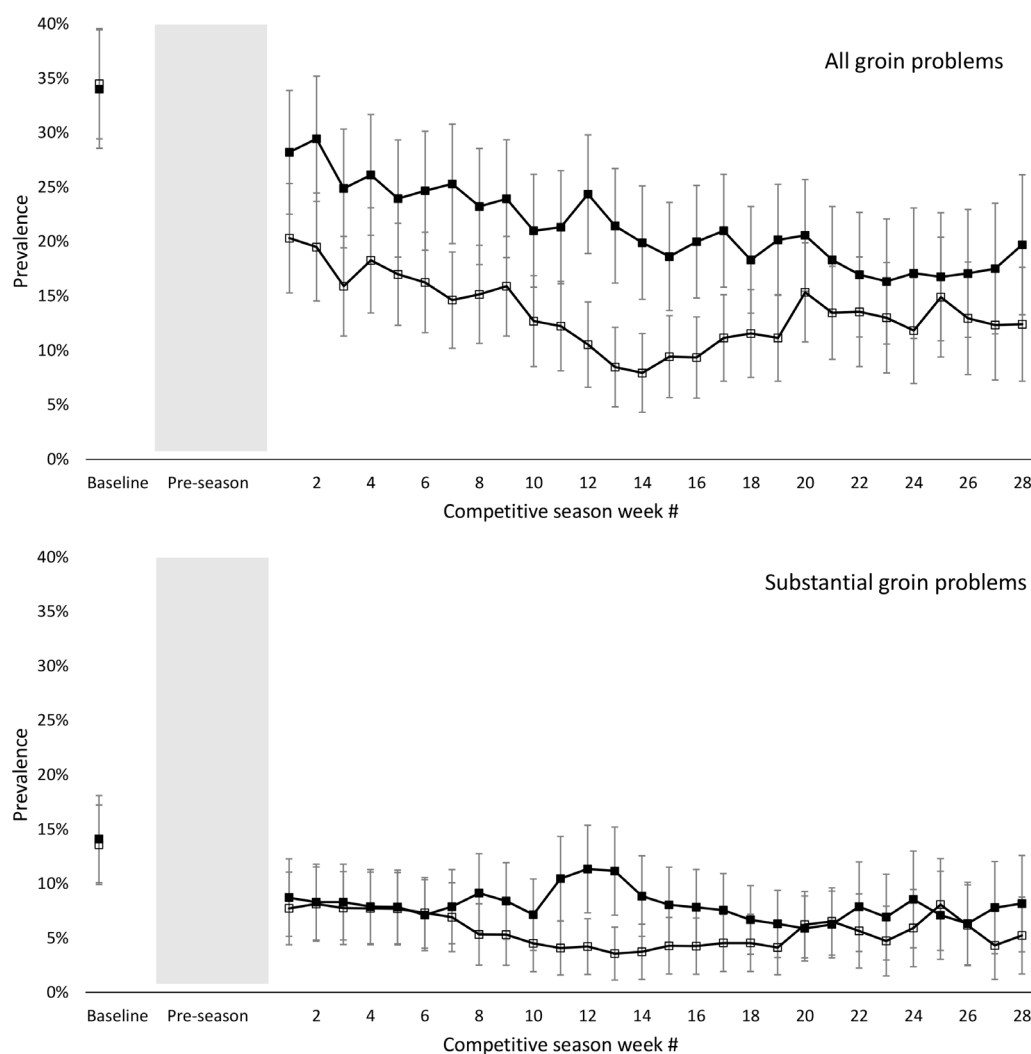 All groin problems
Prevalence
40%
35%
30%
25%
20%
15%
10%
5%
0%
Baseline Pre-season 2 4 6 8 10 12 14 16 18 20 22 24 26 28
Competitive season week #
Substantial groin problems
Prevalence
40%
35%
30%
25%
20%
15%
10%
5%
0%
Baseline Pre-season 2 4 6 8 10 12 14 16 18 20 22 24 26 28
Competitive season week #